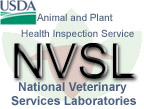 USDA
Animal and Plant
Health Inspection Service
NVSL
National Veterinary
Services Laboratories